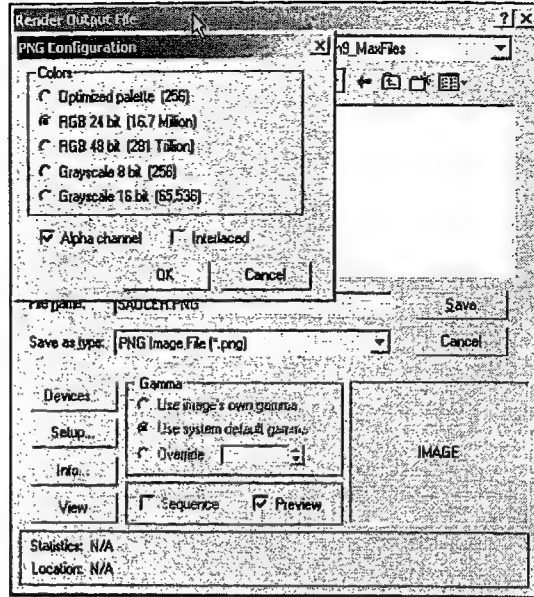 Render Output File
PNG Configuration
n9_MaxFiles
Colors
Optimized palette (256)
RGB 24 bit (16.7 Million)
RGB 48 bit (281 Trillion)
Grayscale 8 bit (256)
Grayscale 16 bit (65,536)
Alpha channel
Interlaced
OK
Cancel
File name:
SAUCER.PNG
Save
Save as type:
PNG Image File (*.png)
Cancel
Devices...
Setup...
Info...
View
Gamma
Use image's own gamma
Use system default gamma
Override
Sequence
Preview
IMAGE
Statistics: N/A
Location: N/A